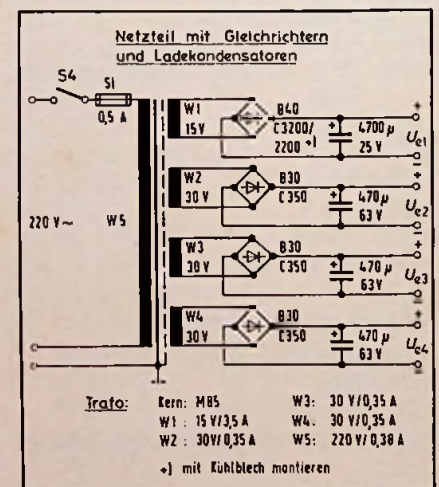 Netzteil mit Gleichrichtern
und Ladekondensatoren
S4
S1
0,5 A
220 V~
W5
W1
15 V
B40
C3200/
2200 +)
+
4700 µ
25 V
+
Ue1
−
W2
30 V
B30
C350
+
470 µ
63 V
+
Ue2
−
W3
30 V
B30
C350
+
470 µ
63 V
+
Ue3
−
W4
30 V
B30
C350
+
470 µ
63 V
+
Ue4
−
Trafo: Kern: M85 W3: 30 V/0,35 A
W1: 15 V/3,5 A W4: 30 V/0,35 A
W2: 30 V/0,35 A W5: 220 V/0,38 A
+) mit Kühlblech montieren